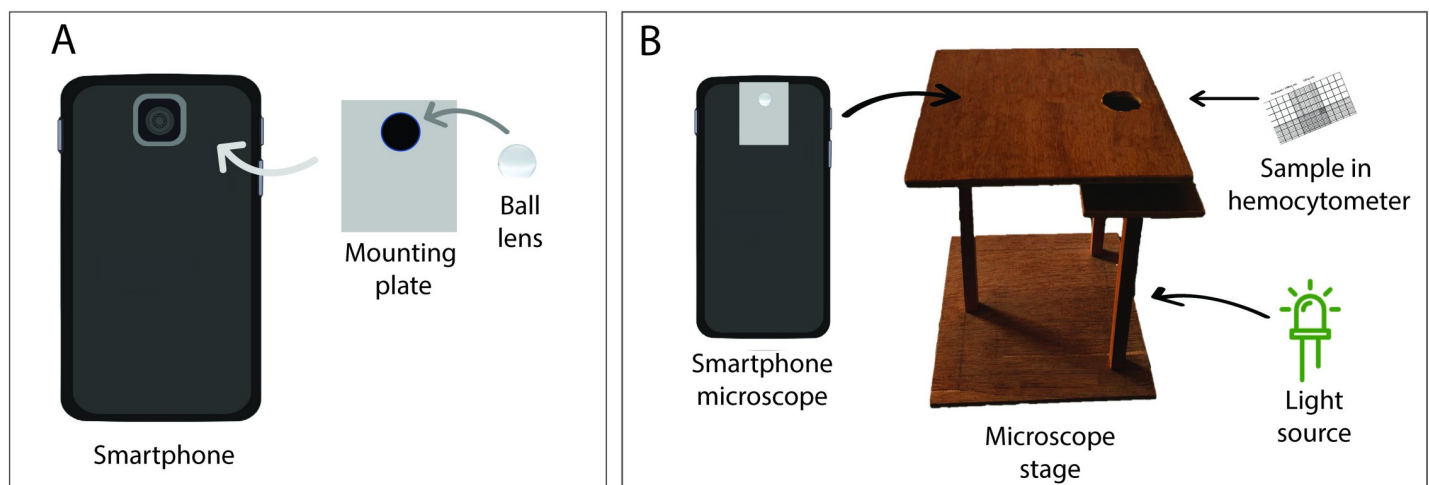 A
Smartphone
Mounting
plate
Ball
lens
B
Smartphone
microscope
Microscope
stage
Sample in
hemocytometer
Light
source